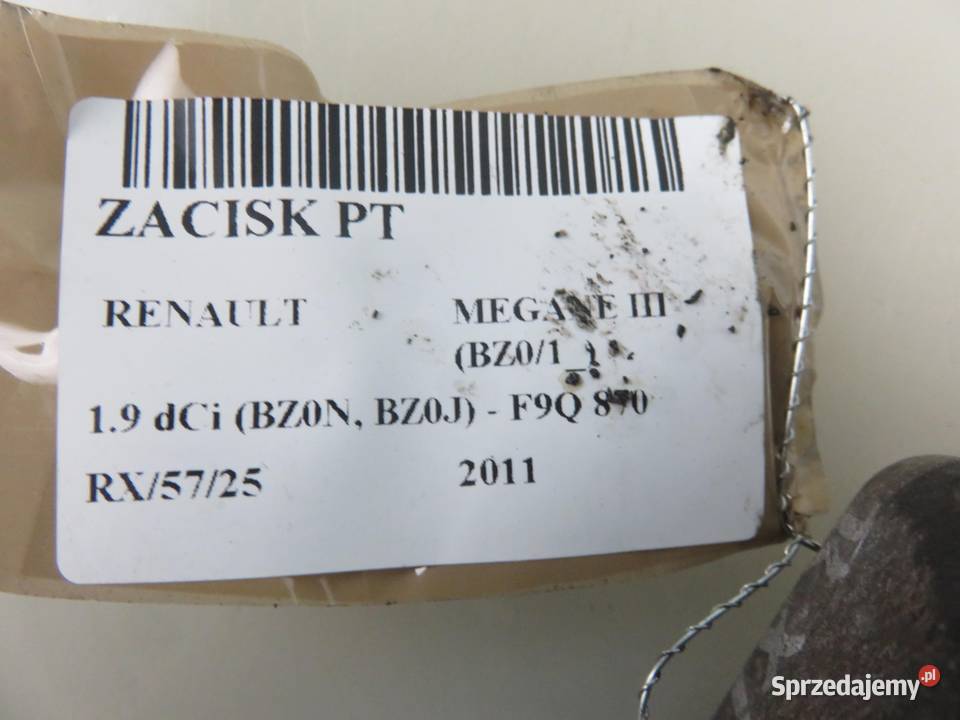 ZACISK PT
RENAULT MEGANE III
(BZ0/1_)
1.9 dCi (BZ0N, BZ0J) - F9Q 870
RX/57/25 2011
Sprzedajemy.pl